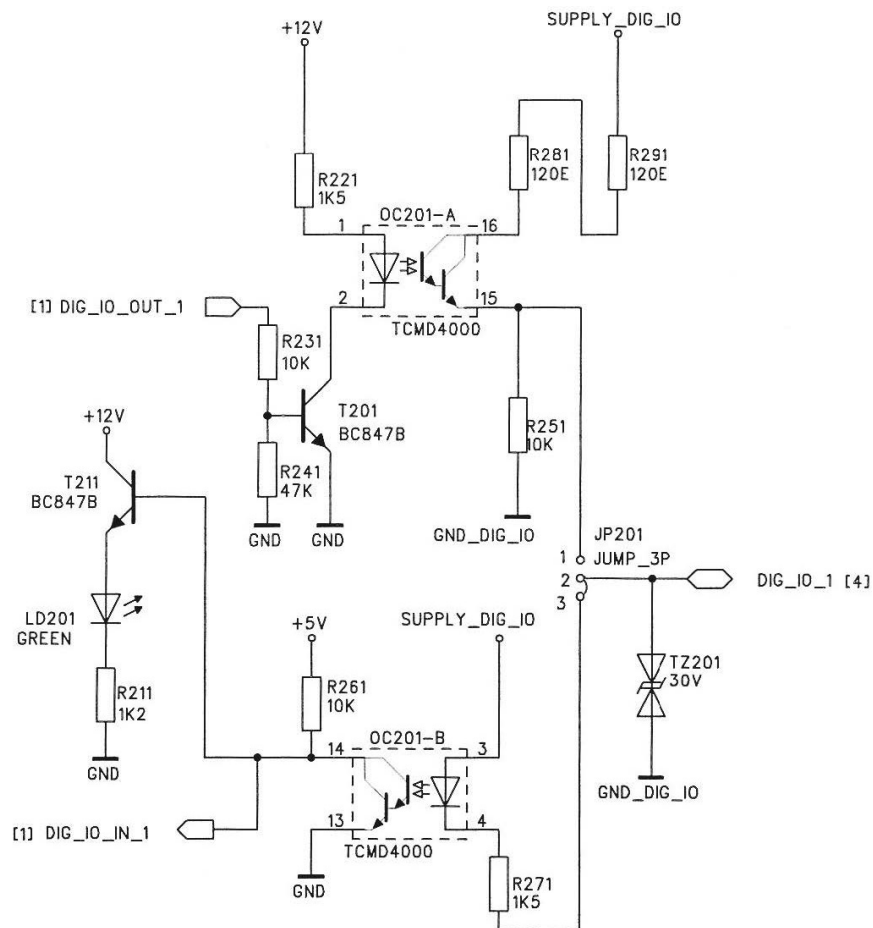 SUPPLY_DIG_IO
+12V
R221
1K5
R281
120E
R291
120E
OC201-A
1
16
2
15
TCMD4000
[1] DIG_IO_OUT_1
R231
10K
T201
BC847B
R241
47K
GND
GND
R251
10K
GND_DIG_IO
+12V
T211
BC847B
LD201
GREEN
R211
1K2
GND
JP201
JUMP_3P
1
2
3
DIG_IO_1 [4]
TZ201
30V
GND_DIG_IO
+5V
SUPPLY_DIG_IO
R261
10K
OC201-B
14
3
13
4
TCMD4000
[1] DIG_IO_IN_1
GND
R271
1K5